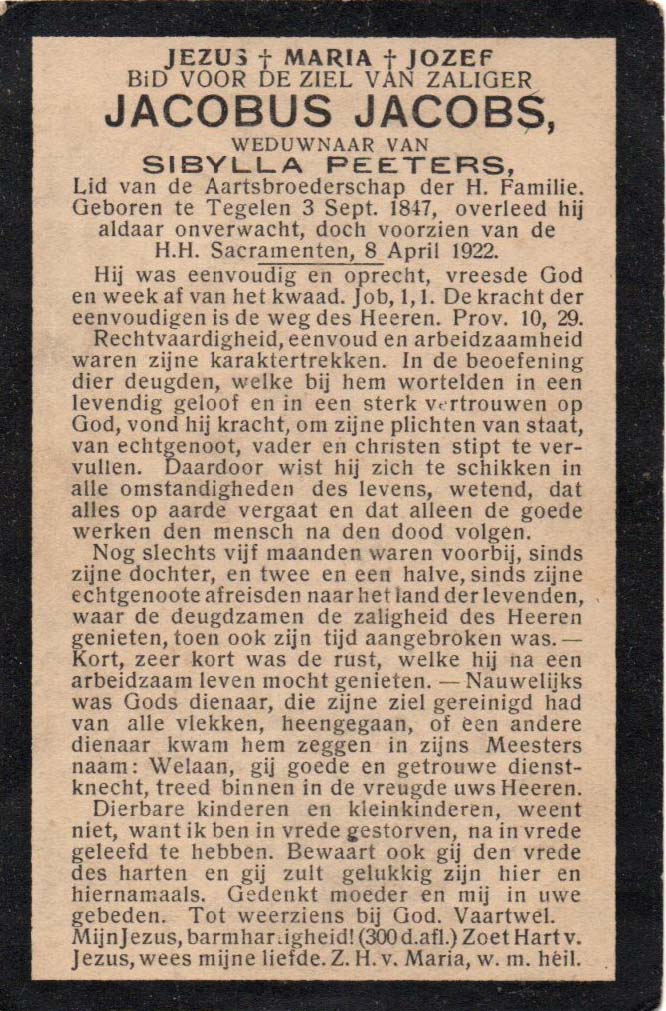 JEZUS † MARIA † JOZEF
BiD VOOR DE ZIEL VAN ZALIGER
JACOBUS JACOBS,
WEDUWNAAR VAN
SIBYLLA PEETERS,
Lid van de Aartsbroederschap der H. Familie.
Geboren te Tegelen 3 Sept. 1847, overleed hij
aldaar onverwacht, doch voorzien van de
H.H. Sacramenten, 8 April 1922.
Hij was eenvoudig en oprecht, vreesde God
en week af van het kwaad. Job, 1, 1. De kracht der
eenvoudigen is de weg des Heeren. Prov. 10, 29.
Rechtvaardigheid, eenvoud en arbeidzaamheid
waren zijne karaktertrekken. In de beoefening
dier deugden, welke bij hem wortelden in een
levendig geloof en in een sterk vertrouwen op
God, vond hij kracht, om zijne plichten van staat,
van echtgenoot, vader en christen stipt te ver-
vullen. Daardoor wist hij zich te schikken in
alle omstandigheden des levens, wetend, dat
alles op aarde vergaat en dat alleen de goede
werken den mensch na den dood volgen.
Nog slechts vijf maanden waren voorbij, sinds
zijne dochter, en twee en een halve, sinds zijne
echtgenoote afreisden naar het land der levenden,
waar de deugdzamen de zaligheid des Heeren
genieten, toen ook zijn tijd aangebroken was. —
Kort, zeer kort was de rust, welke hij na een
arbeidzaam leven mocht genieten. — Nauwelijks
was Gods dienaar, die zijne ziel gereinigd had
van alle vlekken, heengegaan, of een andere
dienaar kwam hem zeggen in zijns Meesters
naam: Welaan, gij goede en getrouwe dienst-
knecht, treed binnen in de vreugde uws Heeren.
Dierbare kinderen en kleinkinderen, weent
niet, want ik ben in vrede gestorven, na in vrede
geleefd te hebben. Bewaart ook gij den vrede
des harten en gij zult gelukkig zijn hier en
hiernamaals. Gedenkt moeder en mij in uwe
gebeden. Tot weerziens bij God. Vaartwel.
Mijn Jezus, barmhartigheid! (300 d. afl.) Zoet Hart v.
Jezus, wees mijne liefde. Z. H. v. Maria, w. m. heil.